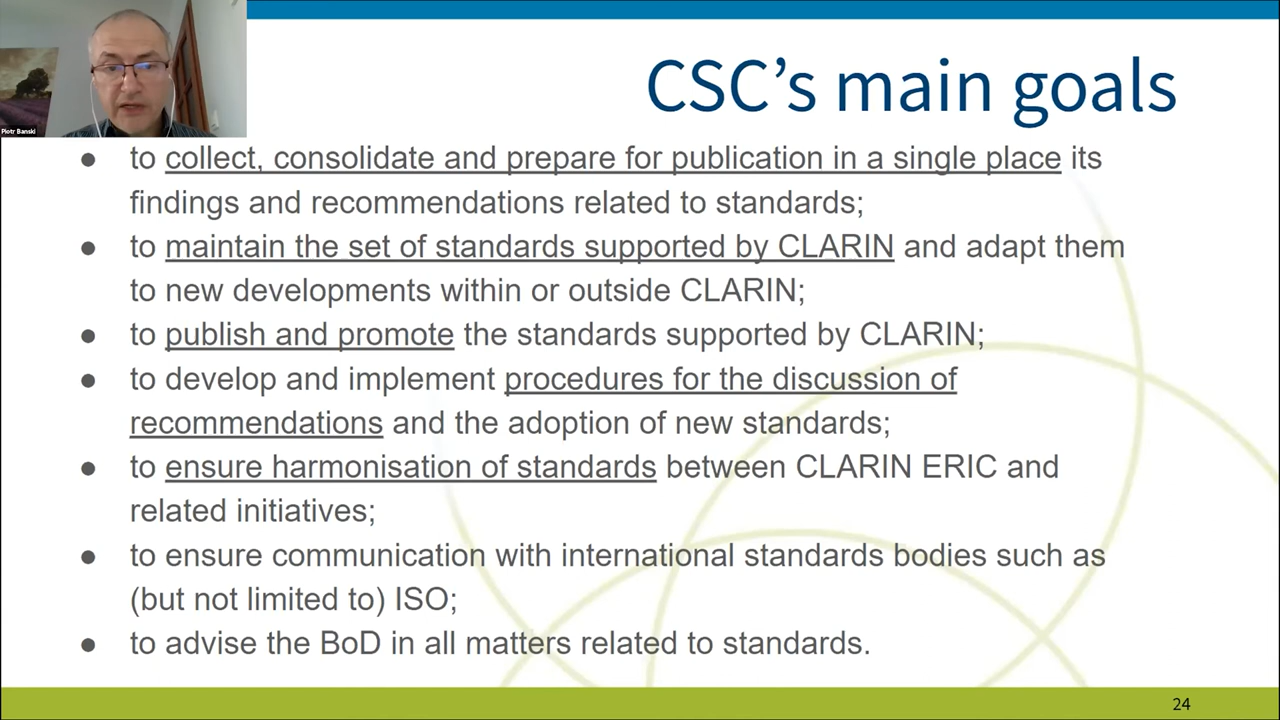 Piotr Banski
CSC’s main goals
● to collect, consolidate and prepare for publication in a single place its
findings and recommendations related to standards;
● to maintain the set of standards supported by CLARIN and adapt them
to new developments within or outside CLARIN;
● to publish and promote the standards supported by CLARIN;
● to develop and implement procedures for the discussion of
recommendations and the adoption of new standards;
● to ensure harmonisation of standards between CLARIN ERIC and
related initiatives;
● to ensure communication with international standards bodies such as
(but not limited to) ISO;
● to advise the BoD in all matters related to standards.
24